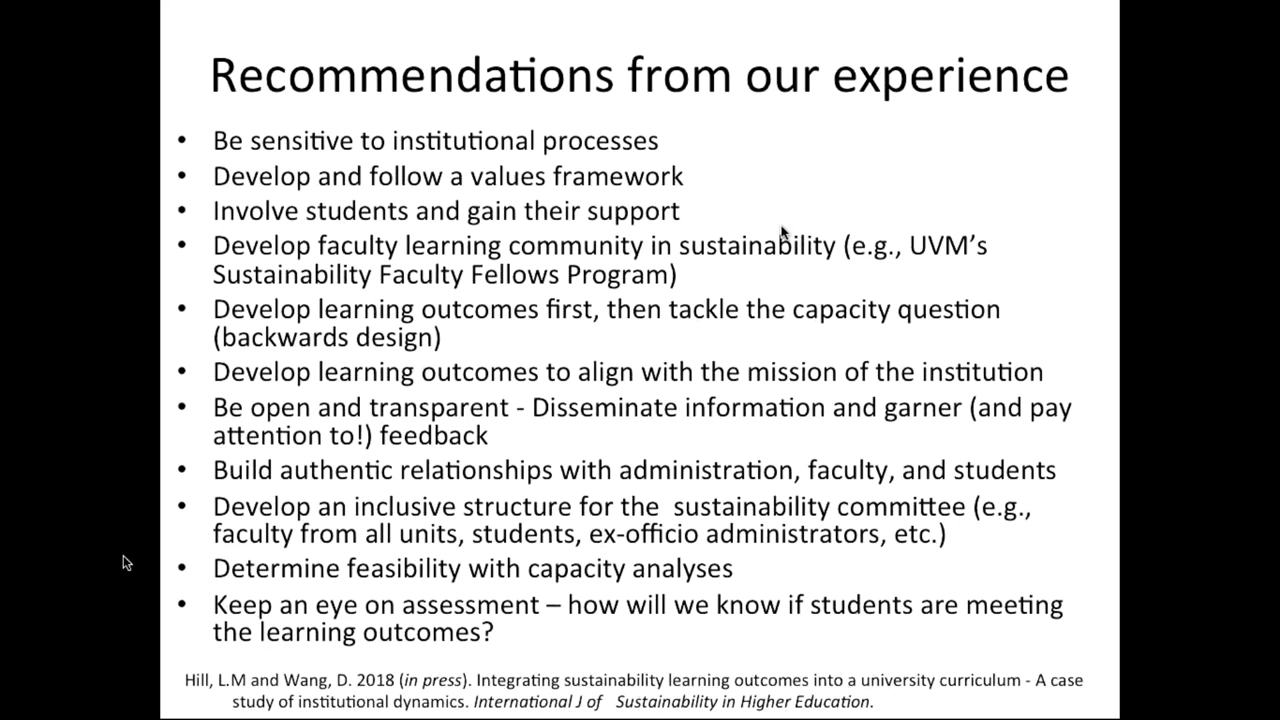 Recommendations from our experience
• Be sensitive to institutional processes
• Develop and follow a values framework
• Involve students and gain their support
• Develop faculty learning community in sustainability (e.g., UVM’s
Sustainability Faculty Fellows Program)
• Develop learning outcomes first, then tackle the capacity question
(backwards design)
• Develop learning outcomes to align with the mission of the institution
• Be open and transparent - Disseminate information and garner (and pay
attention to!) feedback
• Build authentic relationships with administration, faculty, and students
• Develop an inclusive structure for the  sustainability committee (e.g.,
faculty from all units, students, ex-officio administrators, etc.)
• Determine feasibility with capacity analyses
• Keep an eye on assessment – how will we know if students are meeting
the learning outcomes?
Hill, L.M and Wang, D. 2018 (in press). Integrating sustainability learning outcomes into a university curriculum - A case
study of institutional dynamics. International J of   Sustainability in Higher Education.